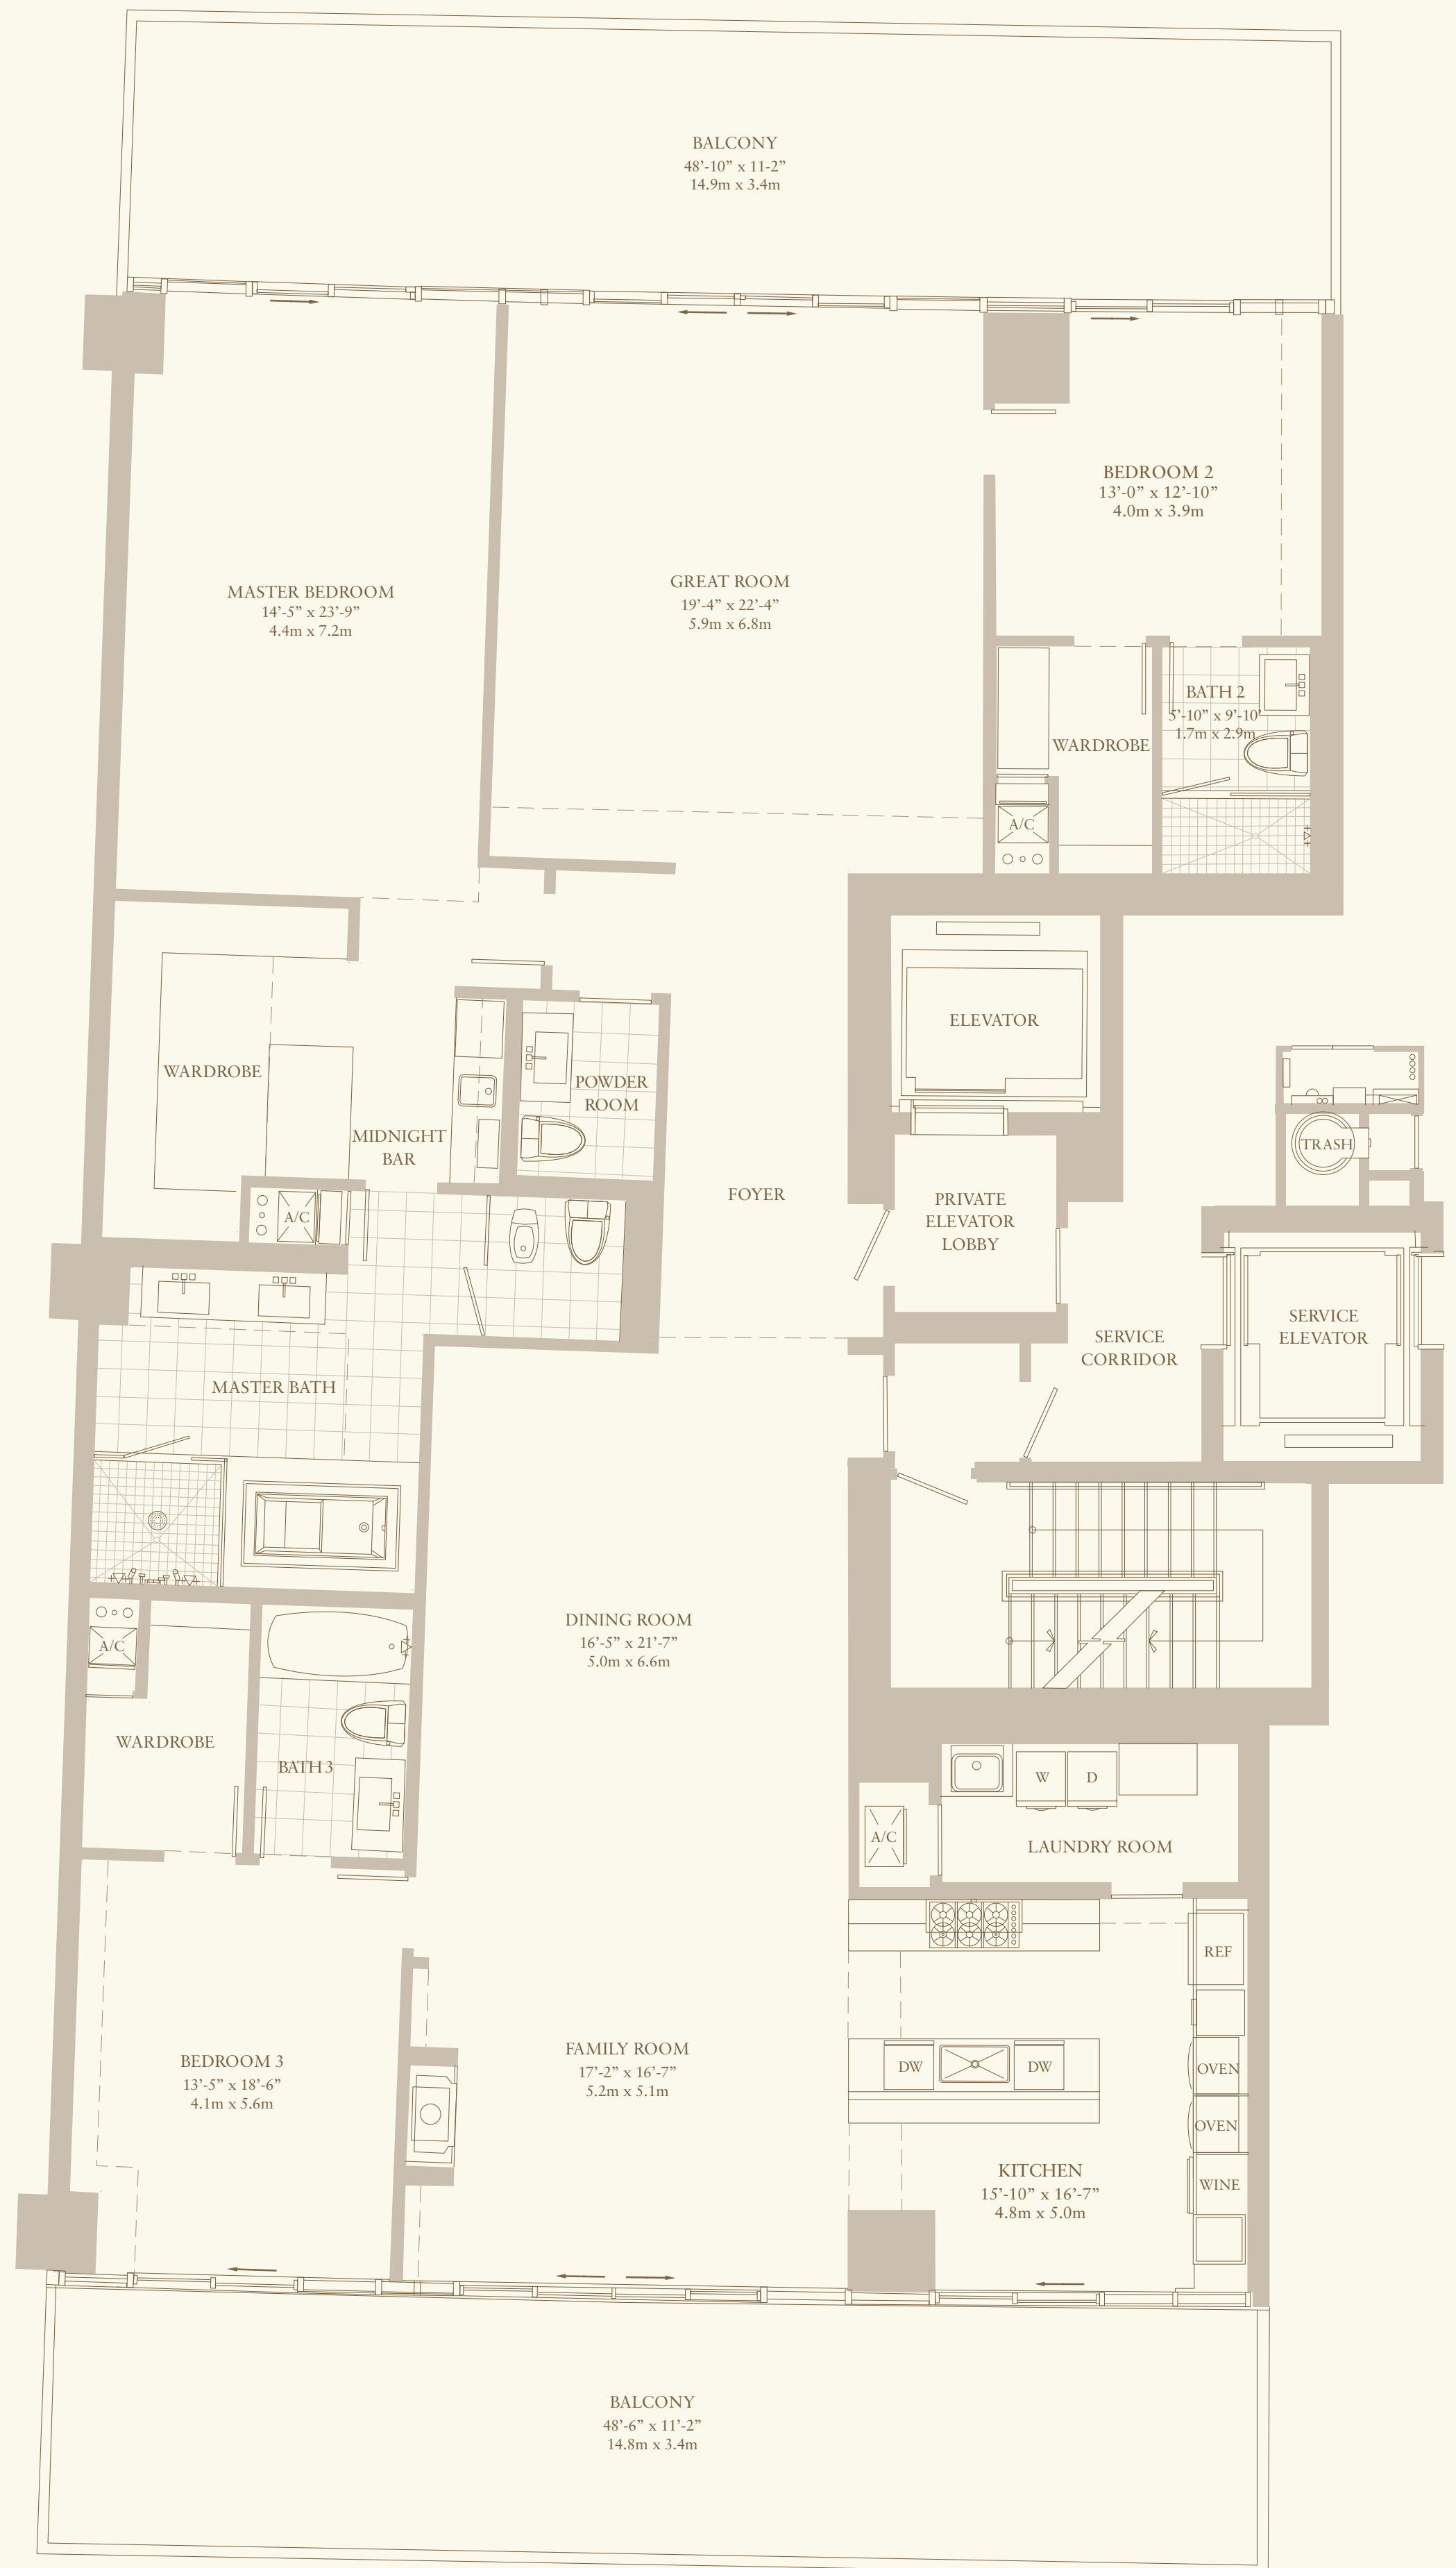 BALCONY
48’-10” x 11-2”
14.9m x 3.4m
BEDROOM 2
13’-0” x 12’-10”
4.0m x 3.9m
MASTER BEDROOM
14’-5” x 23’-9”
4.4m x 7.2m
GREAT ROOM
19’-4” x 22’-4”
5.9m x 6.8m
BATH 2
5’-10” x 9’-10’
1.7m x 2.9m
WARDROBE
A/C
ELEVATOR
WARDROBE
POWDER
ROOM
MIDNIGHT
BAR
TRASH
FOYER
PRIVATE
ELEVATOR
LOBBY
A/C
SERVICE
ELEVATOR
SERVICE
CORRIDOR
MASTER BATH
DINING ROOM
16’-5” x 21’-7”
5.0m x 6.6m
A/C
WARDROBE
BATH 3
W
D
A/C
LAUNDRY ROOM
REF
BEDROOM 3
13’-5” x 18’-6”
4.1m x 5.6m
FAMILY ROOM
17’-2” x 16’-7”
5.2m x 5.1m
DW
DW
OVEN
OVEN
KITCHEN
15’-10” x 16’-7”
4.8m x 5.0m
WINE
BALCONY
48’-6” x 11’-2”
14.8m x 3.4m